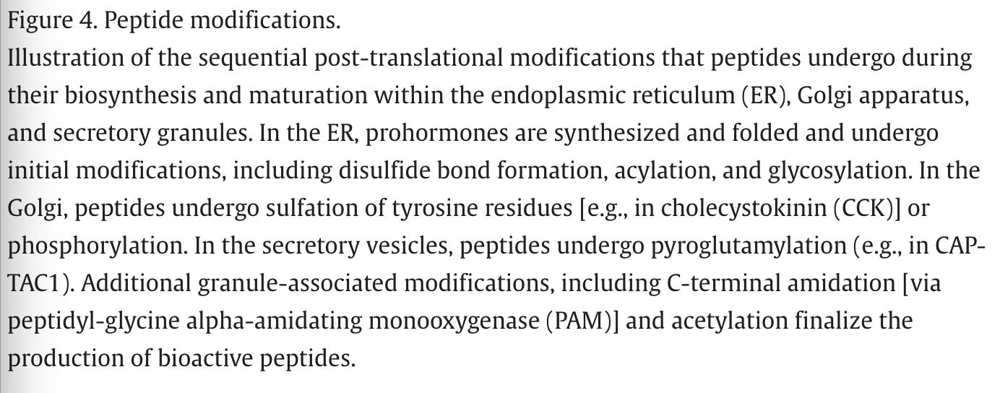 Figure 4. Peptide modifications.
Illustration of the sequential post-translational modifications that peptides undergo during
their biosynthesis and maturation within the endoplasmic reticulum (ER), Golgi apparatus,
and secretory granules. In the ER, prohormones are synthesized and folded and undergo
initial modifications, including disulfide bond formation, acylation, and glycosylation. In the
Golgi, peptides undergo sulfation of tyrosine residues [e.g., in cholecystokinin (CCK)] or
phosphorylation. In the secretory vesicles, peptides undergo pyroglutamylation (e.g., in CAP-
TAC1). Additional granule-associated modifications, including C-terminal amidation [via
peptidyl-glycine alpha-amidating monooxygenase (PAM)] and acetylation finalize the
production of bioactive peptides.